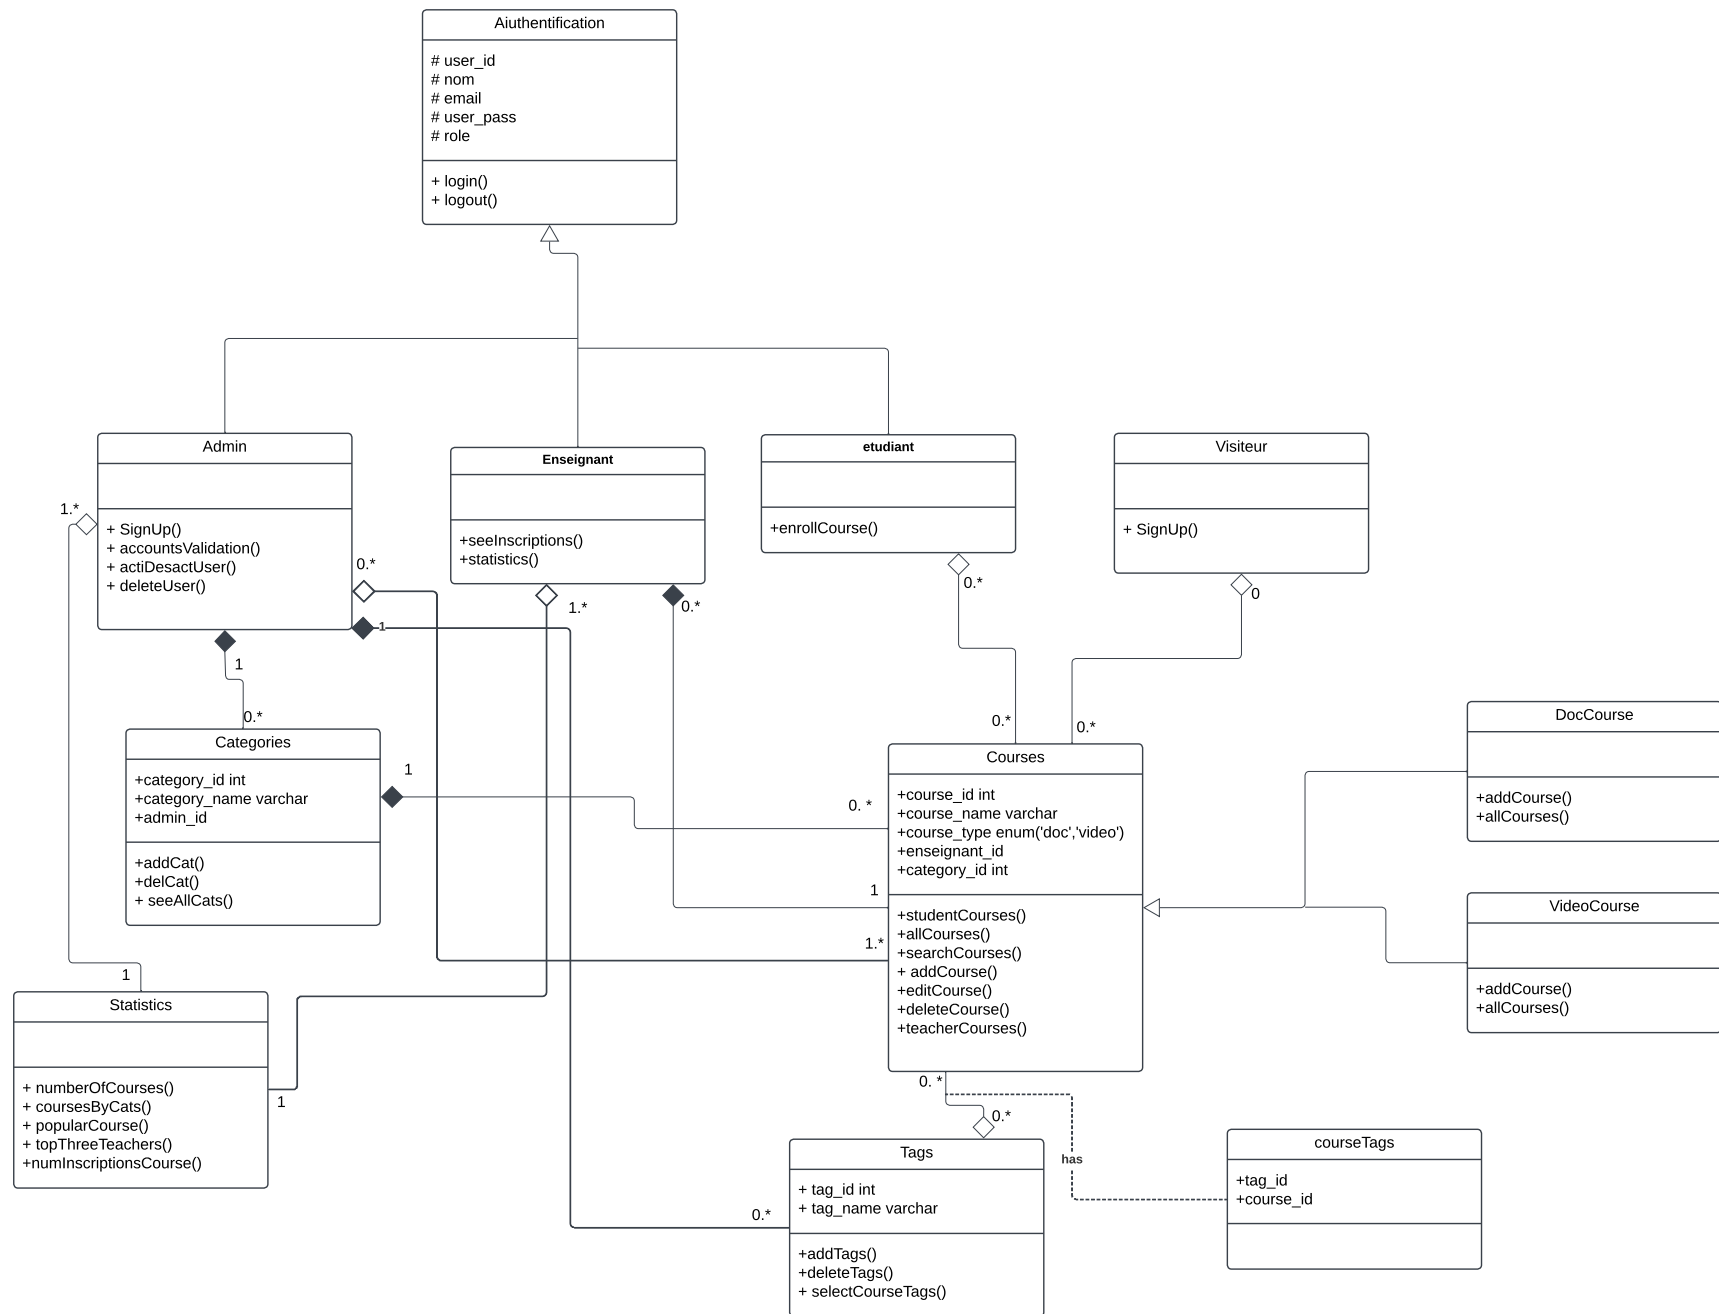 Aiuthentification
# user_id
# nom
# email
# user_pass
# role
+ login()
+ logout()
Admin
+ SignUp()
+ accountsValidation()
+ actiDesactUser()
+ deleteUser()
Enseignant
+seeInscriptions()
+statistics()
etudiant
+enrollCourse()
Visiteur
+ SignUp()
1.*
0.*
1
1.*
0.*
0.*
0
1
0.*
0.*
0.*
Categories
+category_id int
+category_name varchar
+admin_id
+addCat()
+delCat()
+ seeAllCats()
1
0. *
1
1.*
Courses
+course_id int
+course_name varchar
+course_type enum('doc','video')
+enseignant_id
+category_id int
+studentCourses()
+allCourses()
+searchCourses()
+ addCourse()
+editCourse()
+deleteCourse()
+teacherCourses()
DocCourse
+addCourse()
+allCourses()
VideoCourse
+addCourse()
+allCourses()
1
Statistics
+ numberOfCourses()
+ coursesByCats()
+ popularCourse()
+ topThreeTeachers()
+numInscriptionsCourse()
1
0. *
0.*
has
0.*
Tags
+ tag_id int
+ tag_name varchar
+addTags()
+deleteTags()
+ selectCourseTags()
courseTags
+tag_id
+course_id